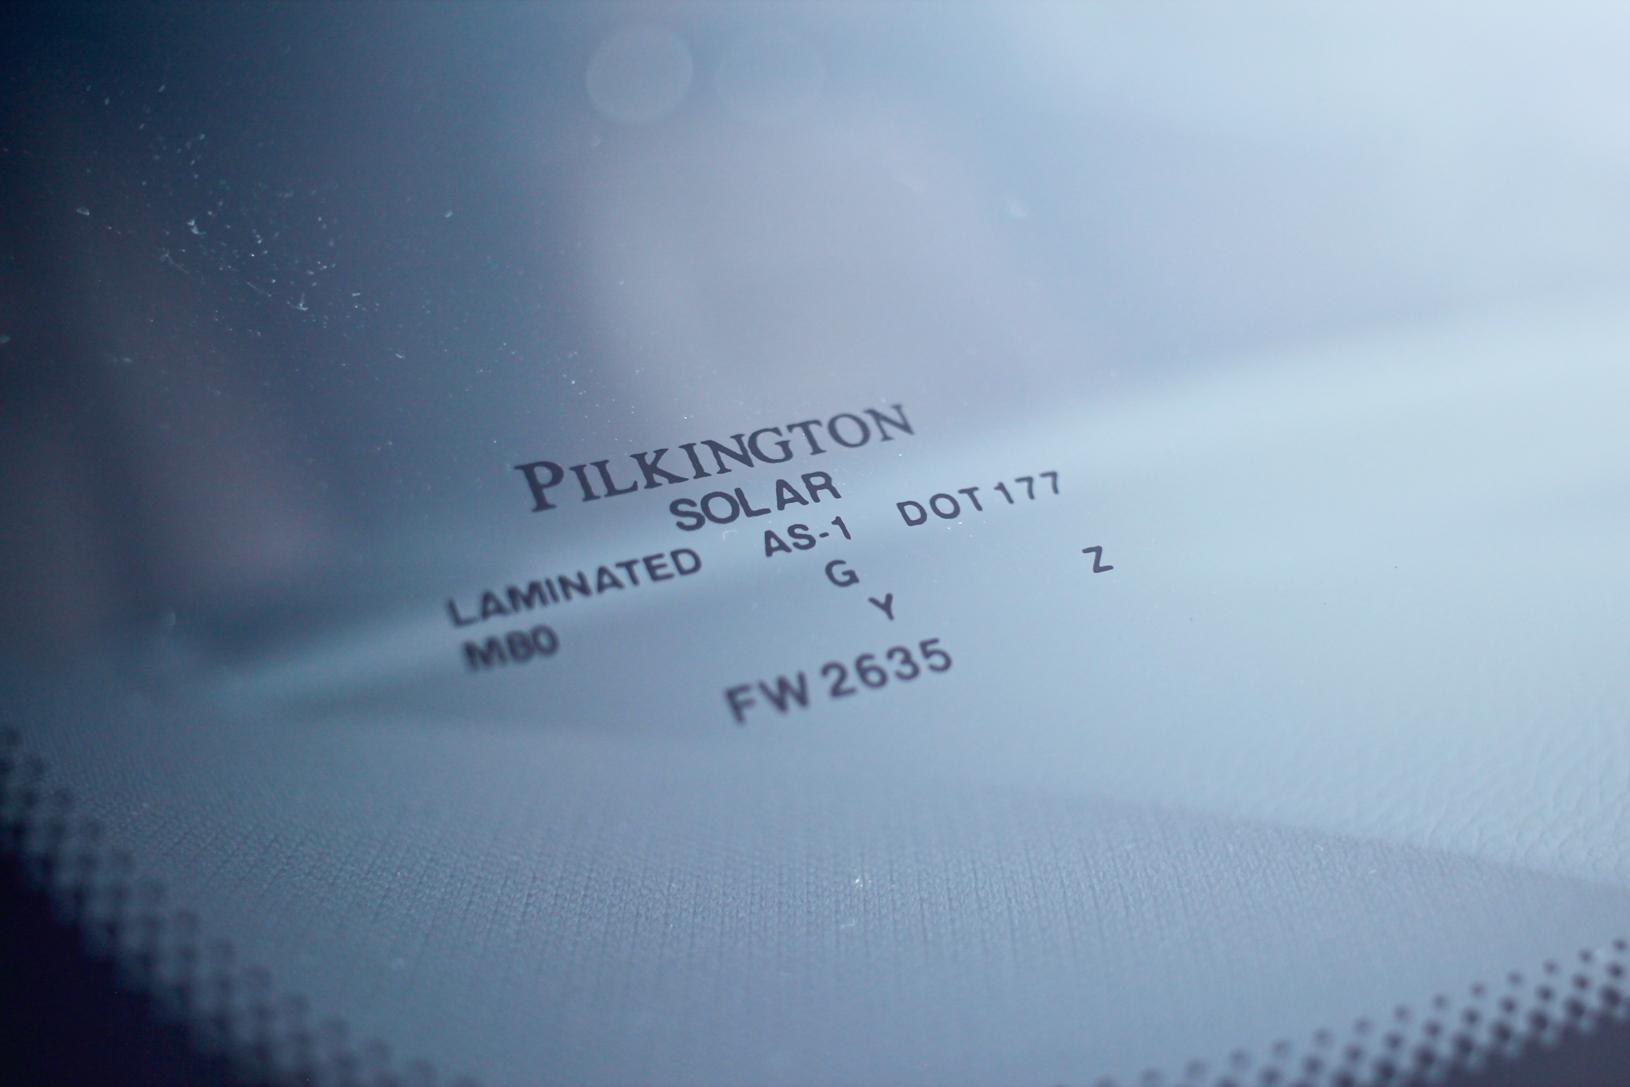 PILKINGTON
SOLAR
LAMINATED AS-1 DOT 177
M80 G Z
Y
FW 2635